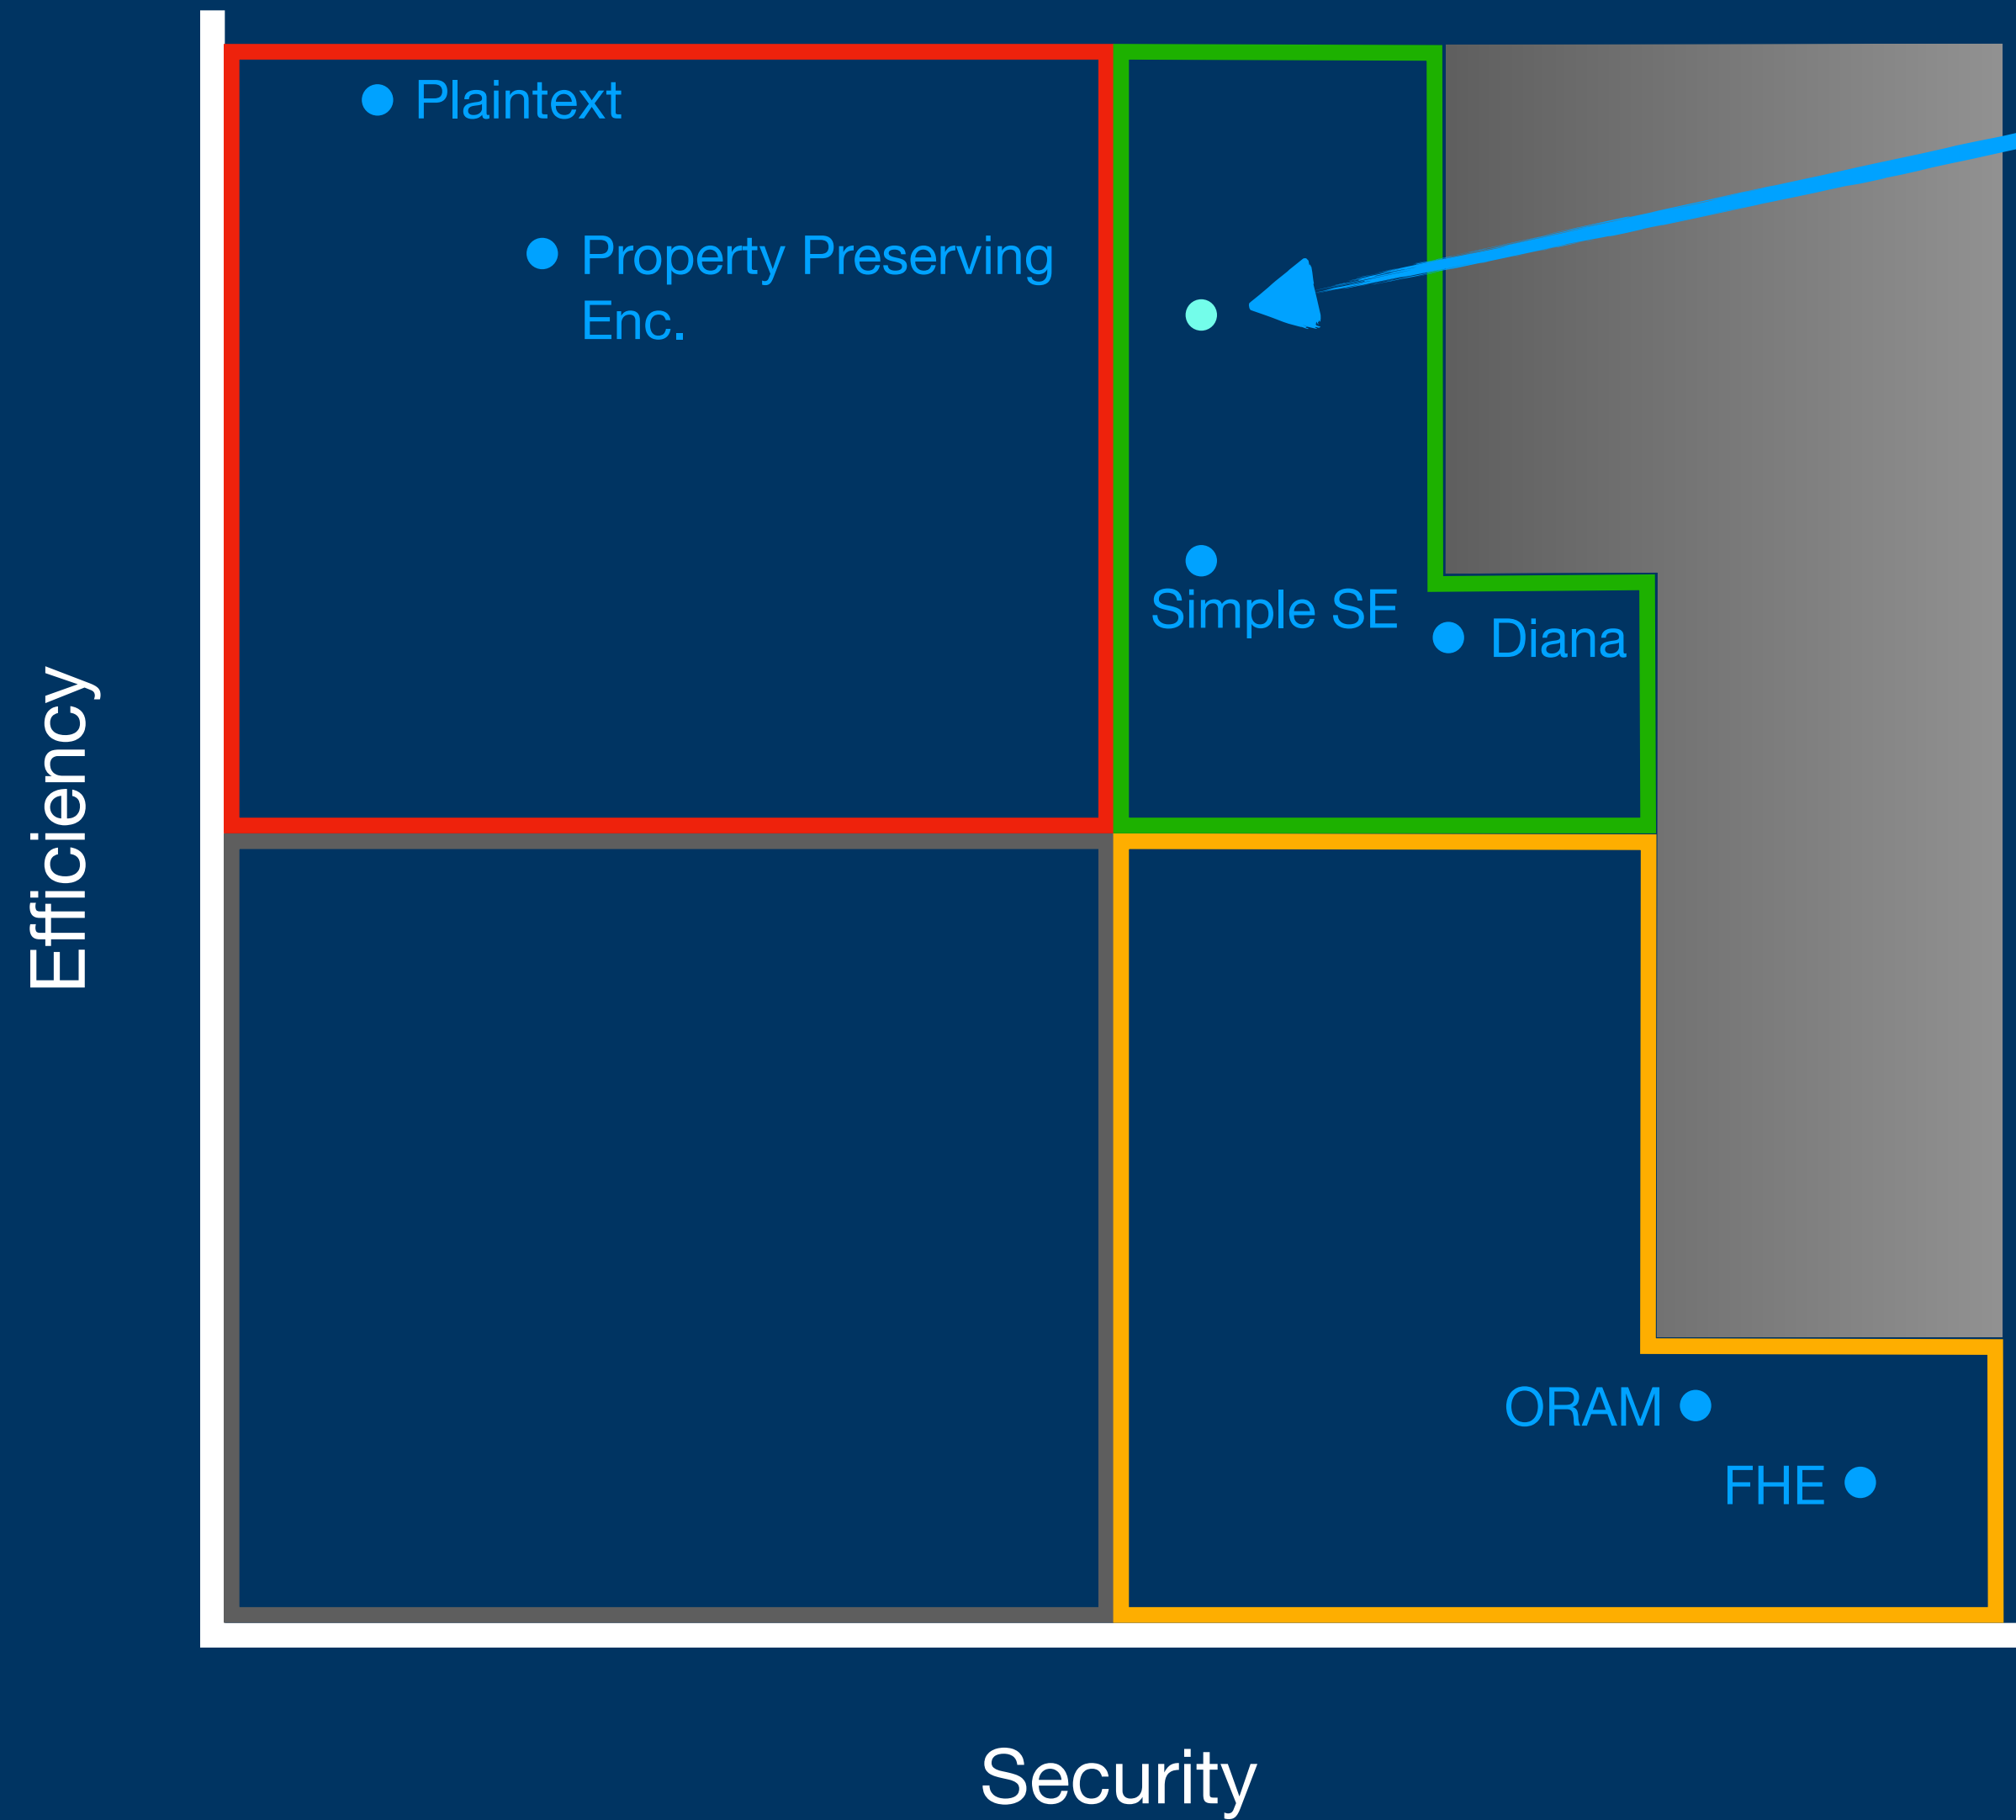 Plaintext
Property Preserving
Enc.
Simple SE
Diana
Efficiency
ORAM
FHE
Security